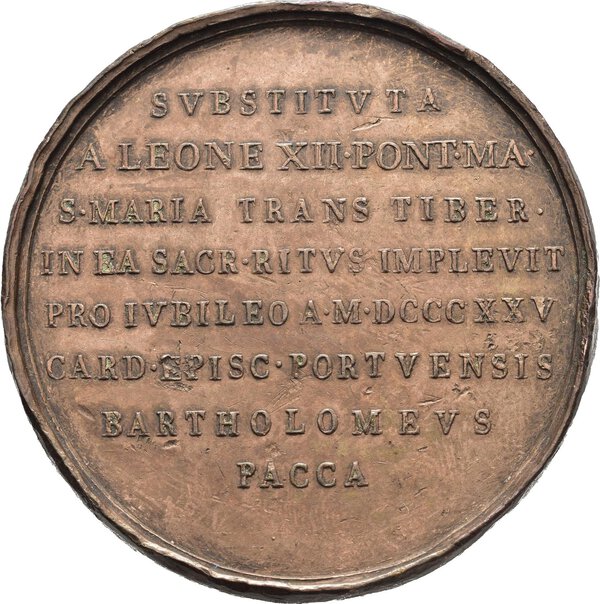 SVBSTITVTA
A LEONE XII·PONT·MA·
S·MARIA TRANS TIBER·
IN EA SACR·RITVS IMPLEVIT
PRO IVBILEO A·M·DCCCXXV
CARD·EPISC·PORTVENSIS
BARTHOLOMEVS
PACCA